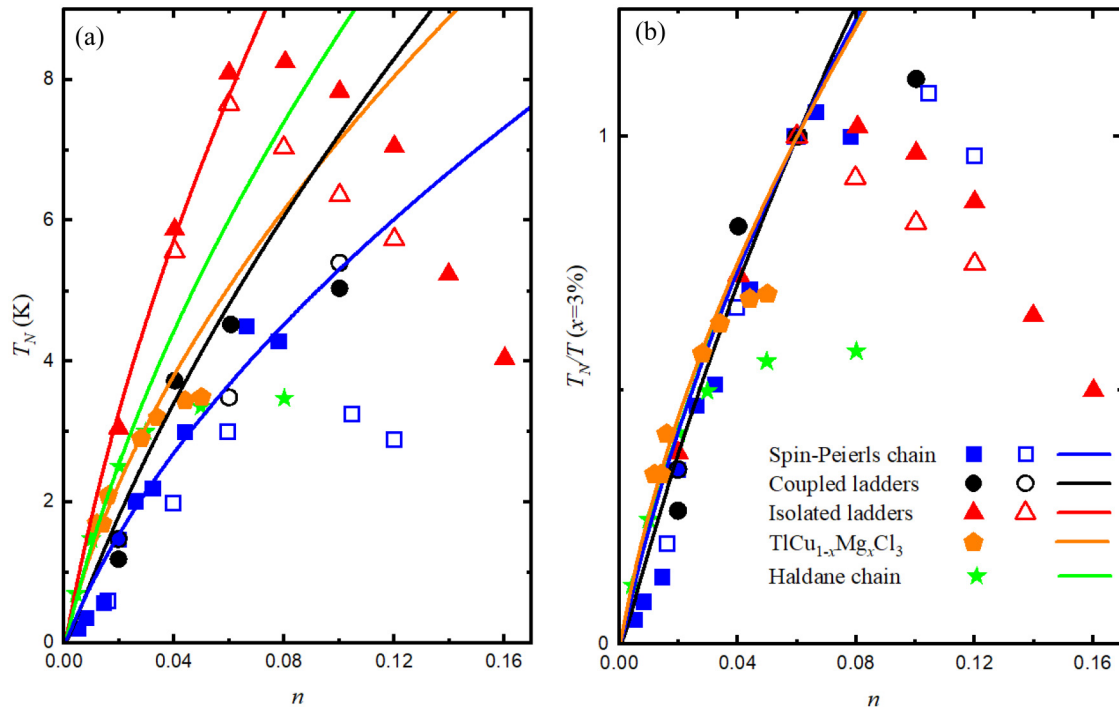 (a)
T_N (K)
8
6
4
2
0
0.00 0.04 0.08 0.12 0.16
n
(b)
T_N/T (x=3%)
1
0
0.00 0.04 0.08 0.12 0.16
n
Spin-Peierls chain
Coupled ladders
Isolated ladders
TlCu₁₋ₓMgₓCl₃
Haldane chain